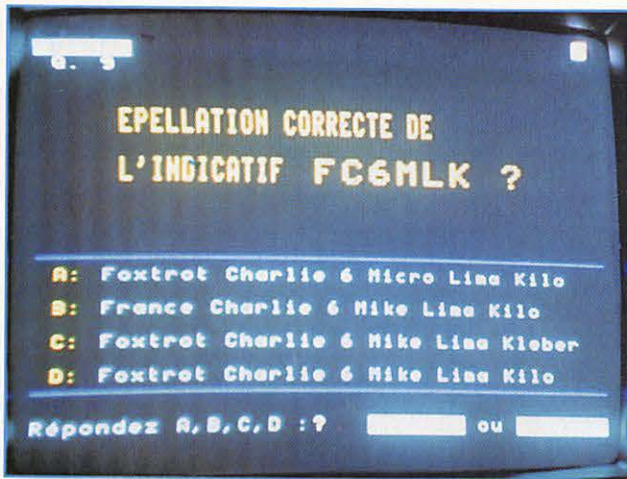 Q. 9
EPELLATION CORRECTE DE
L'INDICATIF FC6MLK ?
A: Foxtrot Charlie 6 Micro Lima Kilo
B: France Charlie 6 Mike Lima Kilo
C: Foxtrot Charlie 6 Mike Lima Kleber
D: Foxtrot Charlie 6 Mike Lima Kilo
Répondez A,B,C,D :? ou